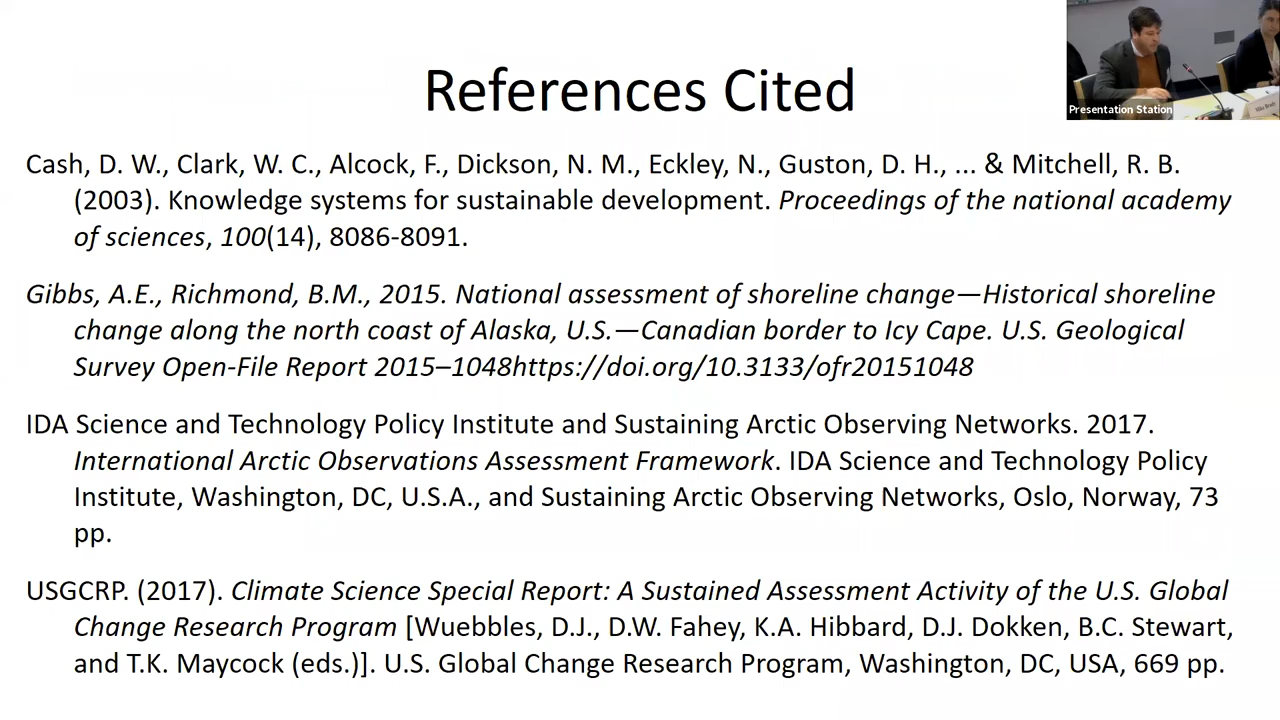 References Cited
Presentation Station
Cash, D. W., Clark, W. C., Alcock, F., Dickson, N. M., Eckley, N., Guston, D. H., ... & Mitchell, R. B.
(2003). Knowledge systems for sustainable development. Proceedings of the national academy
of sciences, 100(14), 8086-8091.
Gibbs, A.E., Richmond, B.M., 2015. National assessment of shoreline change—Historical shoreline
change along the north coast of Alaska, U.S.—Canadian border to Icy Cape. U.S. Geological
Survey Open-File Report 2015–1048https://doi.org/10.3133/ofr20151048
IDA Science and Technology Policy Institute and Sustaining Arctic Observing Networks. 2017.
International Arctic Observations Assessment Framework. IDA Science and Technology Policy
Institute, Washington, DC, U.S.A., and Sustaining Arctic Observing Networks, Oslo, Norway, 73
pp.
USGCRP. (2017). Climate Science Special Report: A Sustained Assessment Activity of the U.S. Global
Change Research Program [Wuebbles, D.J., D.W. Fahey, K.A. Hibbard, D.J. Dokken, B.C. Stewart,
and T.K. Maycock (eds.)]. U.S. Global Change Research Program, Washington, DC, USA, 669 pp.